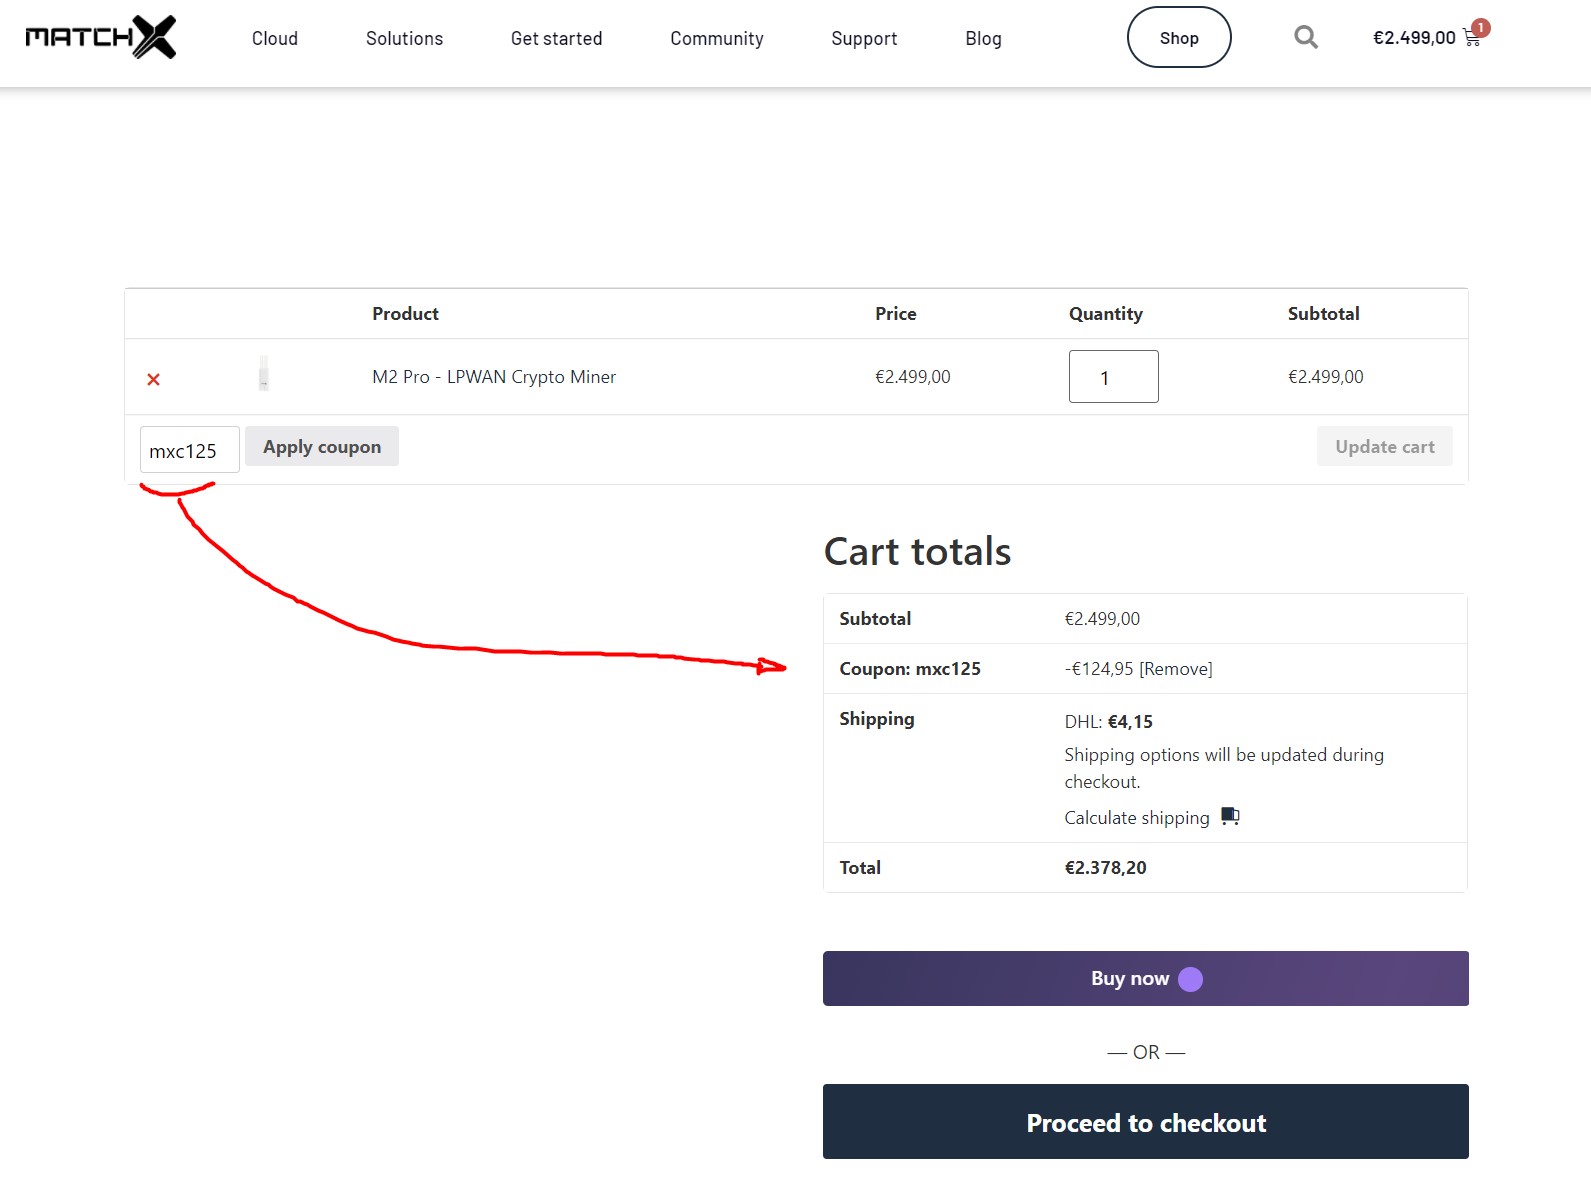 MATCHX Cloud Solutions Get started Community Support Blog Shop €2.499,00 1
Product Price Quantity Subtotal
M2 Pro - LPWAN Crypto Miner €2.499,00 1 €2.499,00
mxc125 Apply coupon Update cart
Cart totals
Subtotal €2.499,00
Coupon: mxc125 -€124,95 [Remove]
Shipping DHL: €4,15
Shipping options will be updated during
checkout.
Calculate shipping
Total €2.378,20
Buy now
— OR —
Proceed to checkout